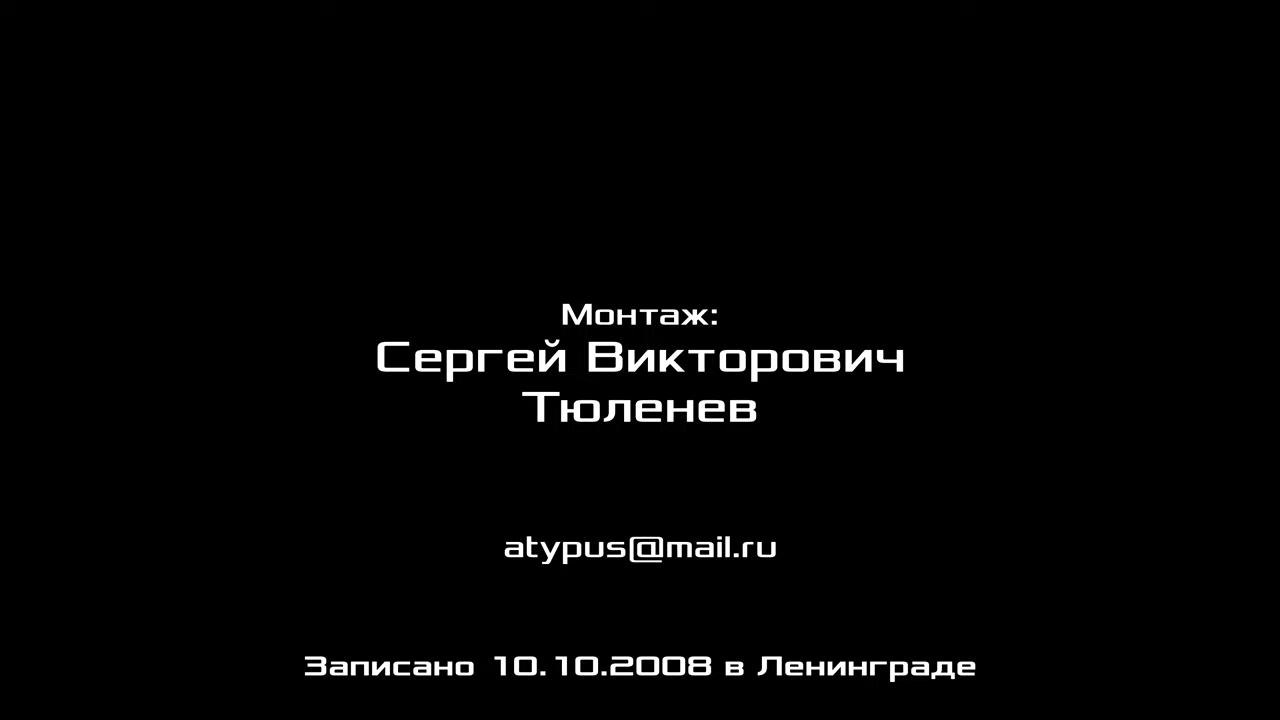 Монтаж:
Сергей Викторович
Тюленев
atypus@mail.ru
Записано 10.10.2008 в Ленинграде